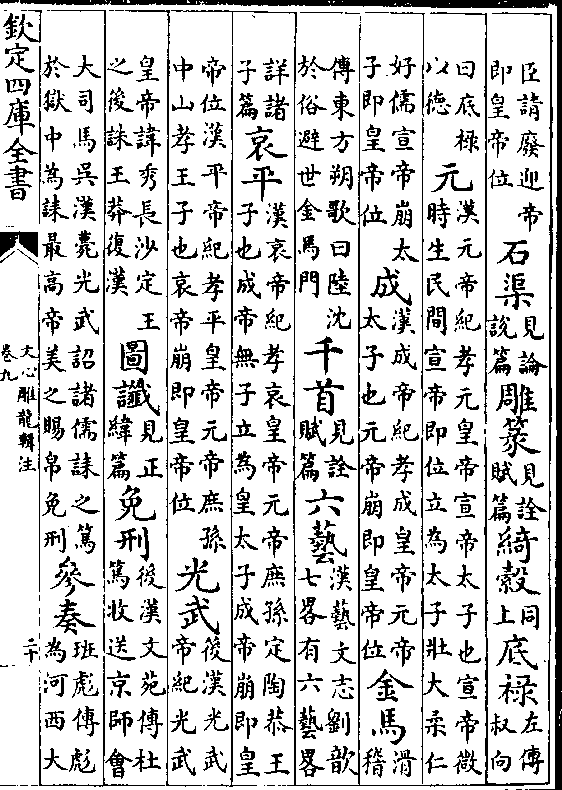 臣請廢迎帝即皇帝位石渠見論說篇雕篆見詮賦篇綺縠同上底祿左傳叔向
曰底祿以德元漢元帝紀孝元皇帝宣帝太子也宣帝微時生民間宣帝即位立為太子壯大柔仁
好儒宣帝崩太子即皇帝位成漢成帝紀孝成皇帝元帝太子也元帝崩即皇帝位金馬滑稽
傳東方朔歌曰陸沈於俗避世金馬門千首見詮賦篇六藝漢藝文志劉歆七畧有六藝畧
詳諸子篇哀平漢哀帝紀孝哀皇帝元帝庶孫定陶恭王子也成帝無子立為皇太子成帝崩即皇
帝位漢平帝紀孝平皇帝元帝庶孫中山孝王子也哀帝崩即皇帝位光武後漢光武帝紀光武
皇帝諱秀長沙定王之後誅王莽復漢圖讖見正緯篇免刑後漢文苑傳杜篤收送京師會
大司馬吳漢薨光武詔諸儒誄之篤於獄中為誄最高帝美之賜帛免刑參奏班彪傳彪為河西大
欽定四庫全書
文心雕龍輯注
卷九
二十